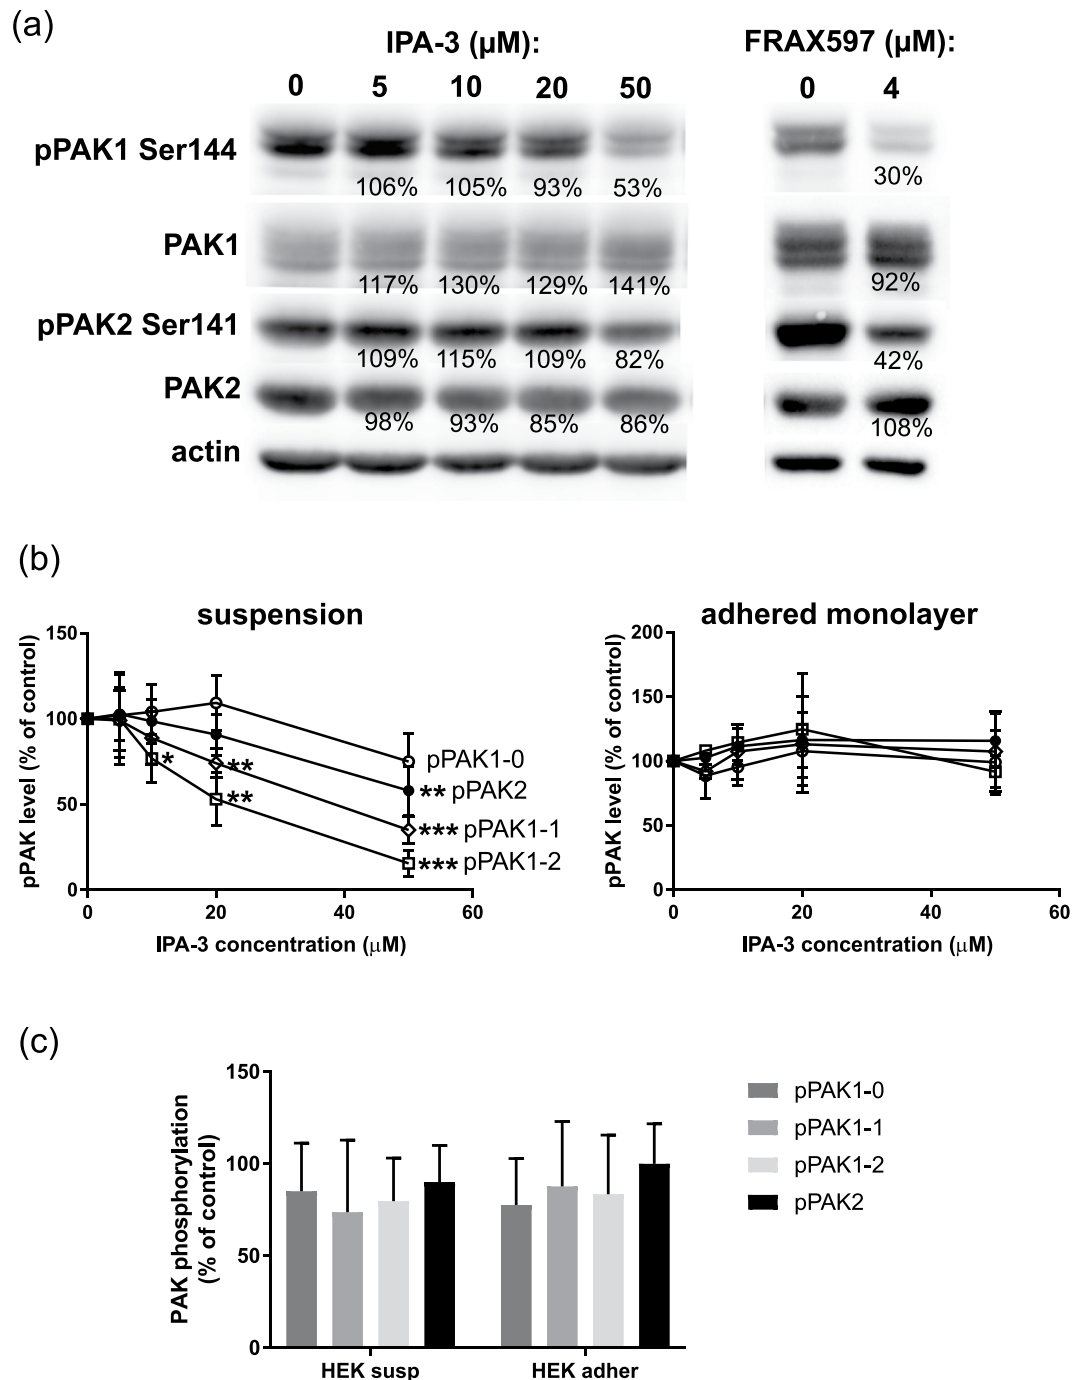 (a)
IPA-3 (µM): FRAX597 (µM):
0 5 10 20 50 0 4
pPAK1 Ser144
106% 105% 93% 53% 30%
PAK1
117% 130% 129% 141% 92%
pPAK2 Ser141
109% 115% 109% 82% 42%
PAK2
98% 93% 85% 86% 108%
actin
(b)
suspension
pPAK level (% of control)
150
100
50
0
* ** **
pPAK1-0
** pPAK2
*** pPAK1-1
*** pPAK1-2
0 20 40 60
IPA-3 concentration (µM)
adhered monolayer
pPAK level (% of control)
200
150
100
50
0
0 20 40 60
IPA-3 concentration (µM)
(c)
PAK phosphorylation
(% of control)
150
100
50
0
HEK susp HEK adher
pPAK1-0
pPAK1-1
pPAK1-2
pPAK2